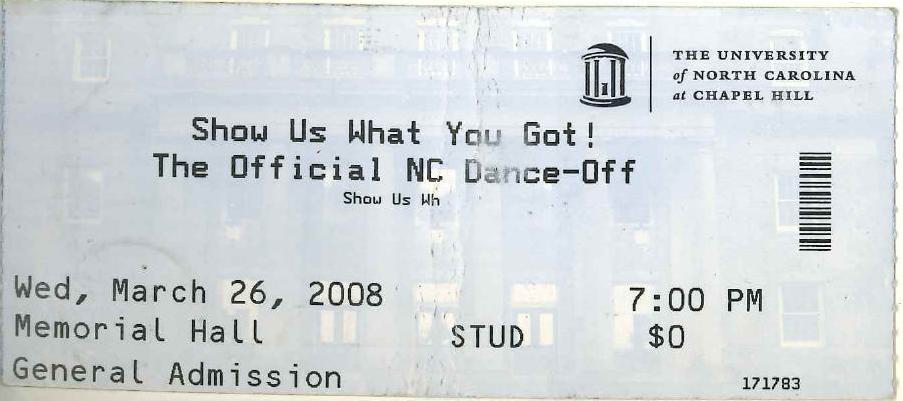 THE UNIVERSITY
of NORTH CAROLINA
at CHAPEL HILL
Show Us What You Got!
The Official NC Dance-Off
Show Us Wh
Wed, March 26, 2008 7:00 PM
Memorial Hall STUD $0
General Admission
171783